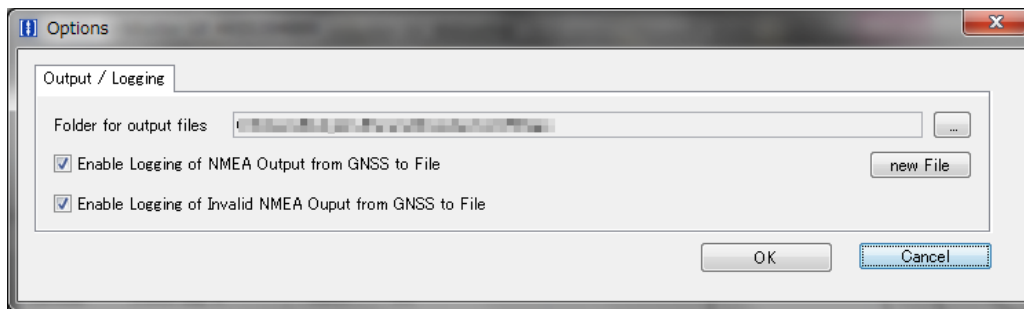 Options
Output / Logging
Folder for output files
...
Enable Logging of NMEA Output from GNSS to File
new File
Enable Logging of Invalid NMEA Ouput from GNSS to File
OK
Cancel